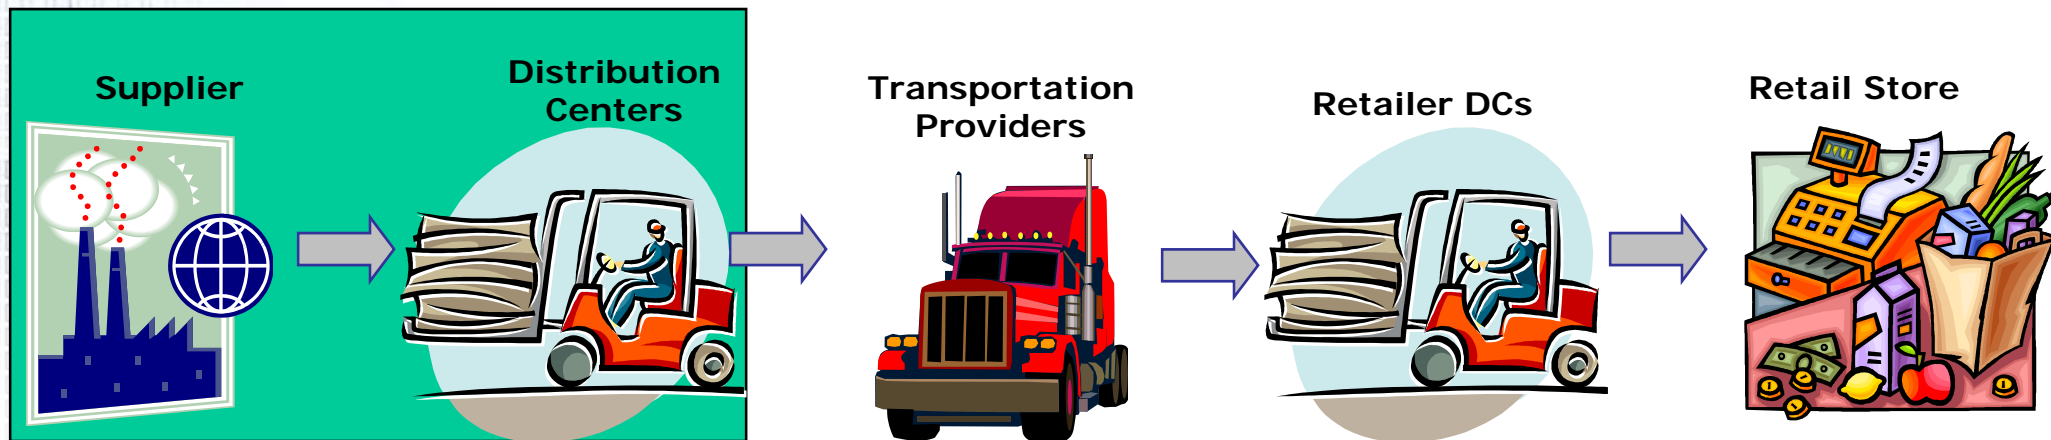 Supplier
Distribution
Centers
Transportation
Providers
Retailer DCs
Retail Store